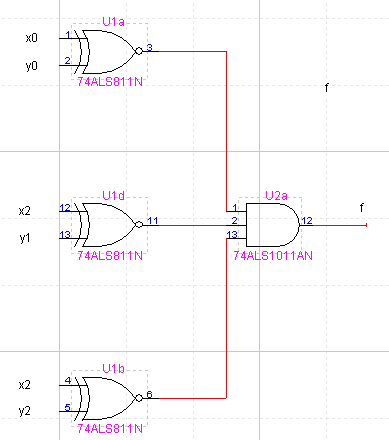 U1a
x0 1 3
y0 2
74ALS811N
f
U1d U2a
x2 12 11 1 f
2 12
y1 13 13
74ALS811N 74ALS1011AN
U1b
x2 4 6
y2 5
74ALS811N